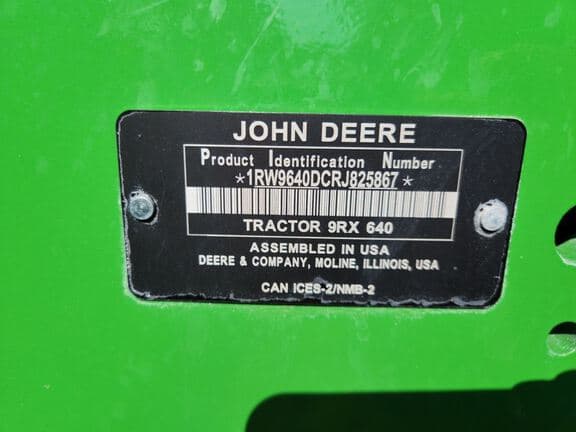 JOHN DEERE
Product Identification Number
*1RW9640DCRJ825867*
TRACTOR 9RX 640
ASSEMBLED IN USA
DEERE & COMPANY, MOLINE, ILLINOIS, USA
CAN ICES-2/NMB-2